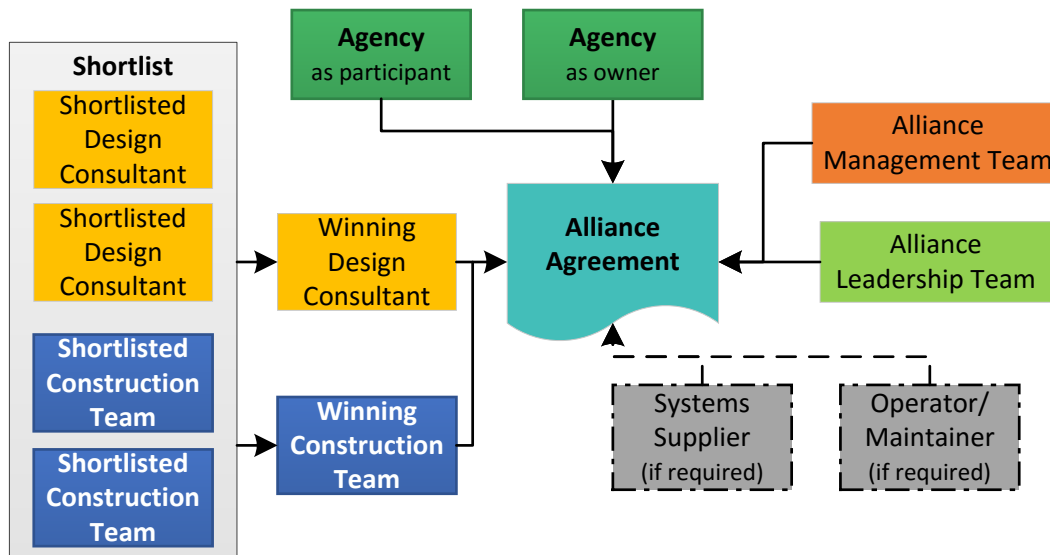 Shortlist
Shortlisted
Design
Consultant
Shortlisted
Design
Consultant
Shortlisted
Construction
Team
Shortlisted
Construction
Team
Agency
as participant
Agency
as owner
Winning
Design
Consultant
Winning
Construction
Team
Alliance
Agreement
Alliance
Management Team
Alliance
Leadership Team
Systems
Supplier
(if required)
Operator/
Maintainer
(if required)